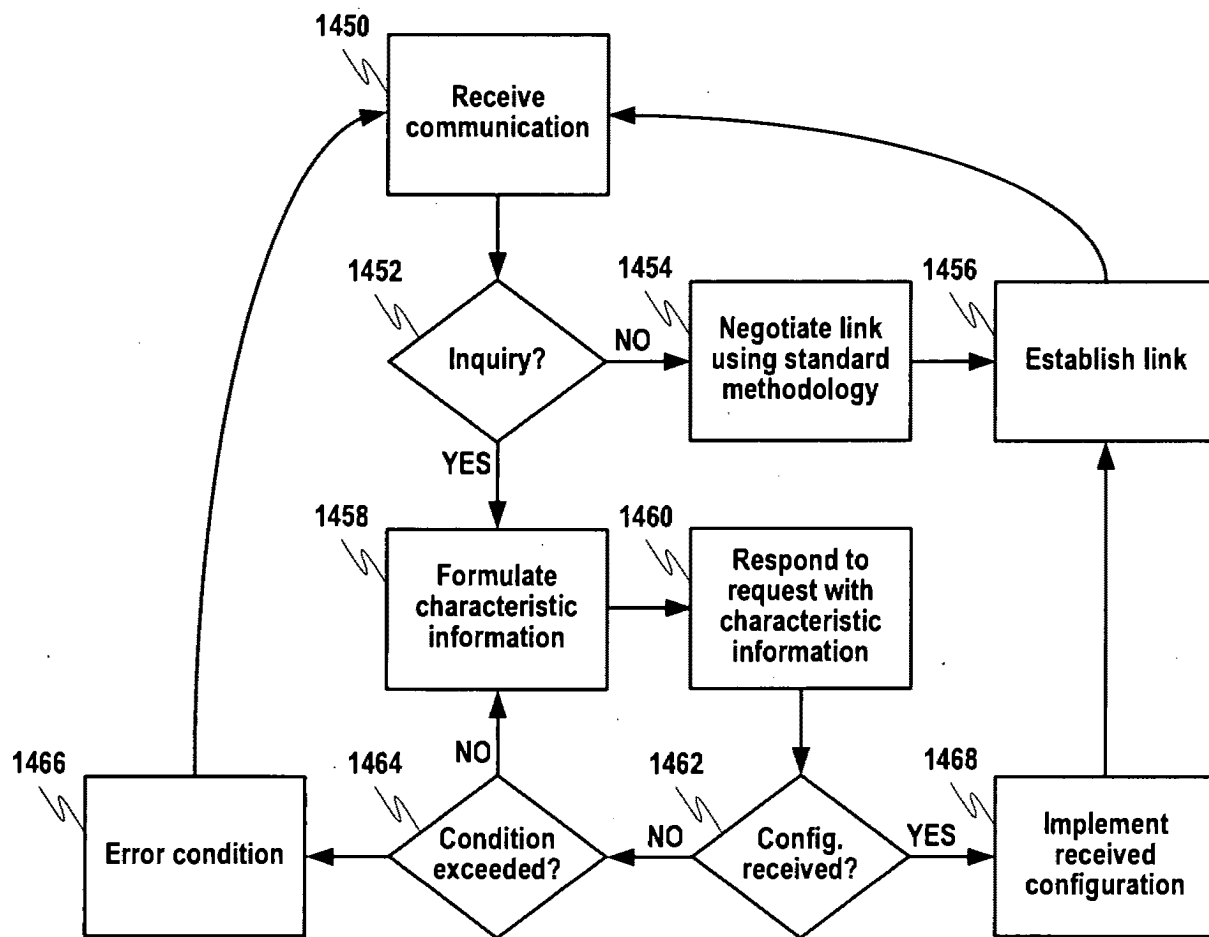 1450
Receive
communication
1452
Inquiry?
NO
YES
1454
Negotiate link
using standard
methodology
1456
Establish link
1458
Formulate
characteristic
information
1460
Respond to
request with
characteristic
information
NO
1466
Error condition
1464
Condition
exceeded?
NO
1462
Config.
received?
YES
1468
Implement
received
configuration